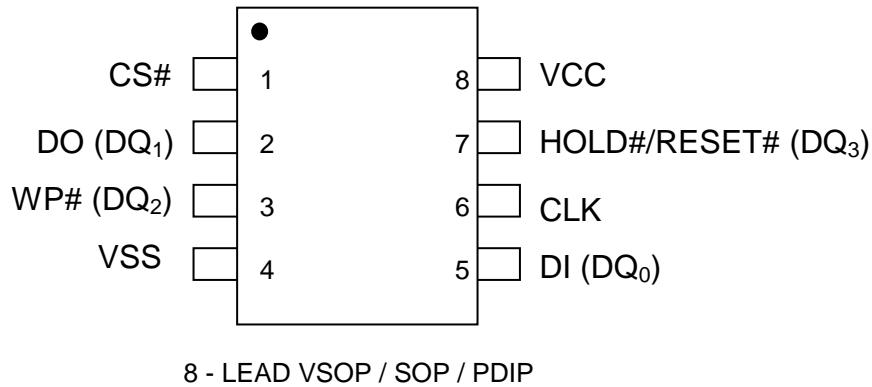 CS# 1 8 VCC
DO (DQ₁) 2 7 HOLD#/RESET# (DQ₃)
WP# (DQ₂) 3 6 CLK
VSS 4 5 DI (DQ₀)
8 - LEAD VSOP / SOP / PDIP